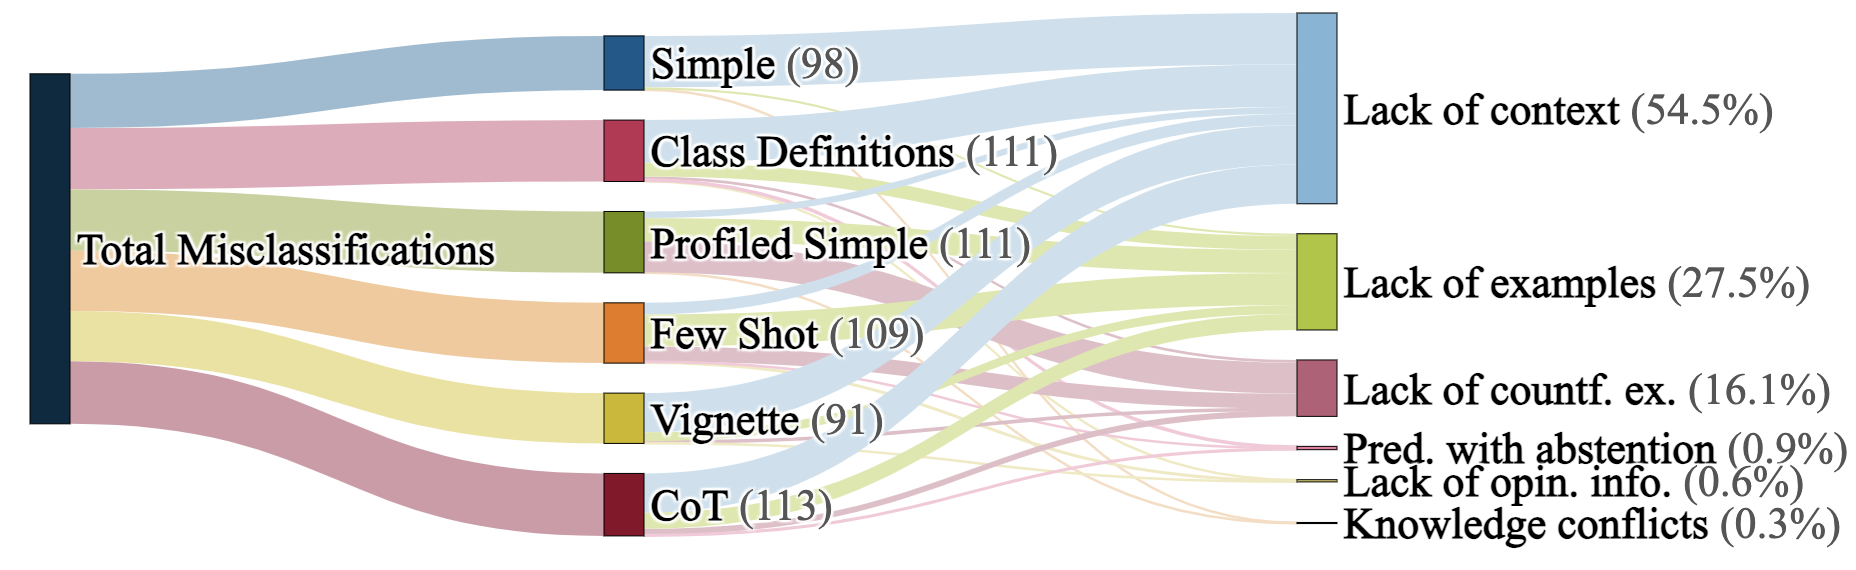 Total Misclassifications
Simple (98)
Class Definitions (111)
Profiled Simple (111)
Few Shot (109)
Vignette (91)
CoT (113)
Lack of context (54.5%)
Lack of examples (27.5%)
Lack of countf. ex. (16.1%)
Pred. with abstention (0.9%)
Lack of opin. info. (0.6%)
Knowledge conflicts (0.3%)